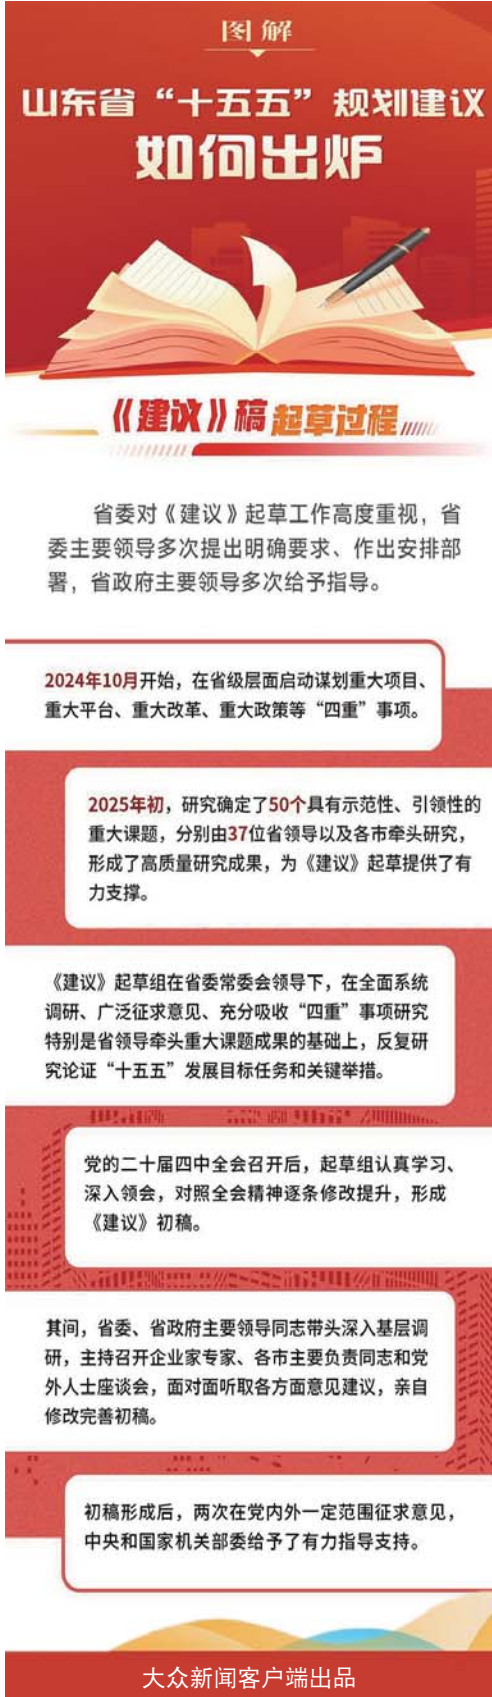 图解
山东省“十五五”规划建议
如何出炉
《建议》稿起草过程
省委对《建议》起草工作高度重视，省
委主要领导多次提出明确要求、作出安排部
署，省政府主要领导多次给予指导。
2024年10月开始，在省级层面启动谋划重大项目、
重大平台、重大改革、重大政策等“四重”事项。
2025年初，研究确定了50个具有示范性、引领性的
重大课题，分别由37位省领导以及各市牵头研究，
形成了高质量研究成果，为《建议》起草提供了有
力支撑。
《建议》起草组在省委常委会领导下，在全面系统
调研、广泛征求意见、充分吸收“四重”事项研究
特别是省领导牵头重大课题成果的基础上，反复研
究论证“十五五”发展目标任务和关键举措。
党的二十届四中全会召开后，起草组认真学习、
深入领会，对照全会精神逐条修改提升，形成
《建议》初稿。
其间，省委、省政府主要领导同志带头深入基层调
研，主持召开企业家专家、各市主要负责同志和党
外人士座谈会，面对面听取各方面意见建议，亲自
修改完善初稿。
初稿形成后，两次在党内外一定范围征求意见，
中央和国家机关部委给予了有力指导支持。
大众新闻客户端出品